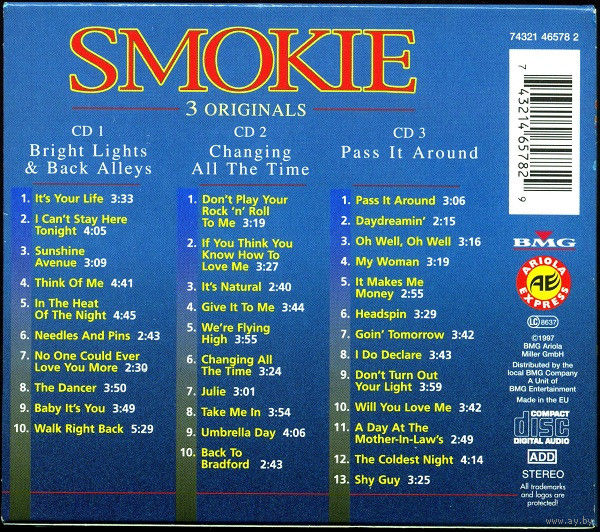 SMOKIE
3 ORIGINALS
CD 1
Bright Lights
& Back Alleys
1. It's Your Life 3:33
2. I Can't Stay Here
Tonight 4:05
3. Sunshine
Avenue 3:09
4. Think Of Me 4:41
5. In The Heat
Of The Night 4:45
6. Needles And Pins 2:43
7. No One Could Ever
Love You More 2:30
8. The Dancer 3:50
9. Baby It's You 3:49
10. Walk Right Back 5:29
CD 2
Changing
All The Time
1. Don't Play Your
Rock 'n' Roll
To Me 3:19
2. If You Think You
Know How To
Love Me 3:27
3. It's Natural 2:40
4. Give It To Me 3:44
5. We're Flying
High 3:55
6. Changing All
The Time 3:24
7. Julie 3:01
8. Take Me In 3:54
9. Umbrella Day 4:06
10. Back To
Bradford 2:43
CD 3
Pass It Around
1. Pass It Around 3:06
2. Daydreamin' 2:15
3. Oh Well, Oh Well 3:16
4. My Woman 3:19
5. It Makes Me
Money 2:55
6. Headspin 3:29
7. Goin' Tomorrow 3:42
8. I Do Declare 3:43
9. Don't Turn Out
Your Light 3:59
10. Will You Love Me 3:42
11. A Day At The
Mother-In-Law's 2:49
12. The Coldest Night 4:14
13. Shy Guy 3:25
74321 46578 2
7 43214 65782 9
BMG
ARIOLA
AE
EXPRESS
LC 8637
©1997
BMG Ariola
Miller GmbH
Distributed by the
local BMG Company
A Unit of
BMG Entertainment
Made in the EU
COMPACT
disc
DIGITAL AUDIO
ADD
STEREO
All trademarks
and logos are
protected!
www.ay.by